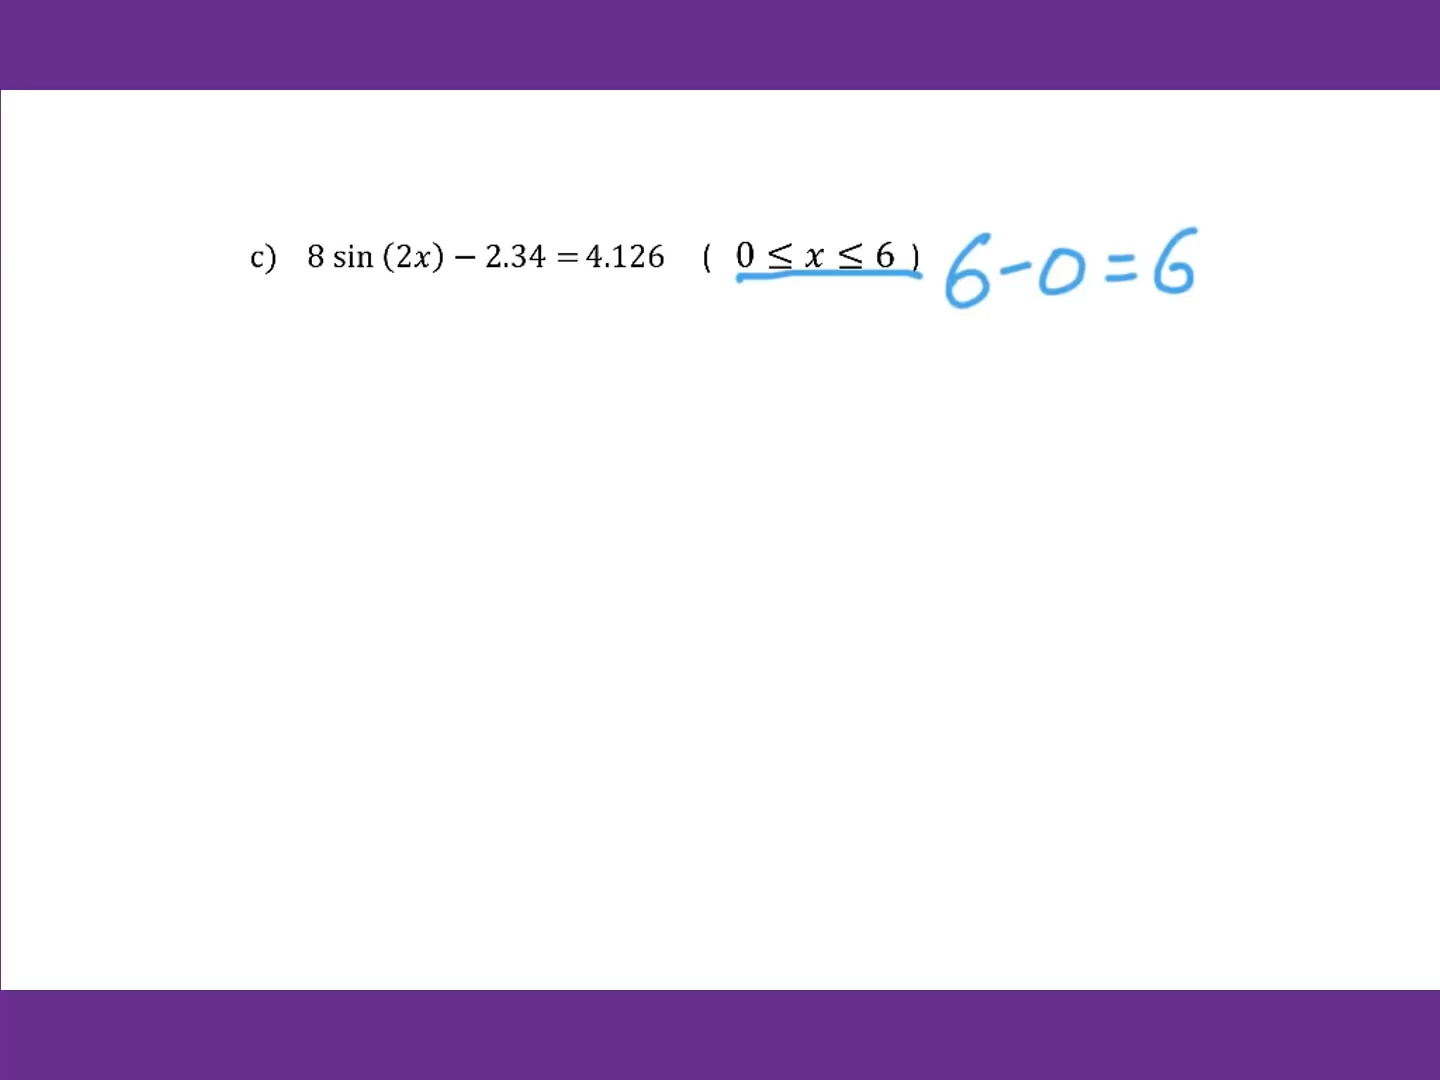 c) 8 sin (2x) − 2.34 = 4.126 ( 0 ≤ x ≤ 6 ) 6-0=6